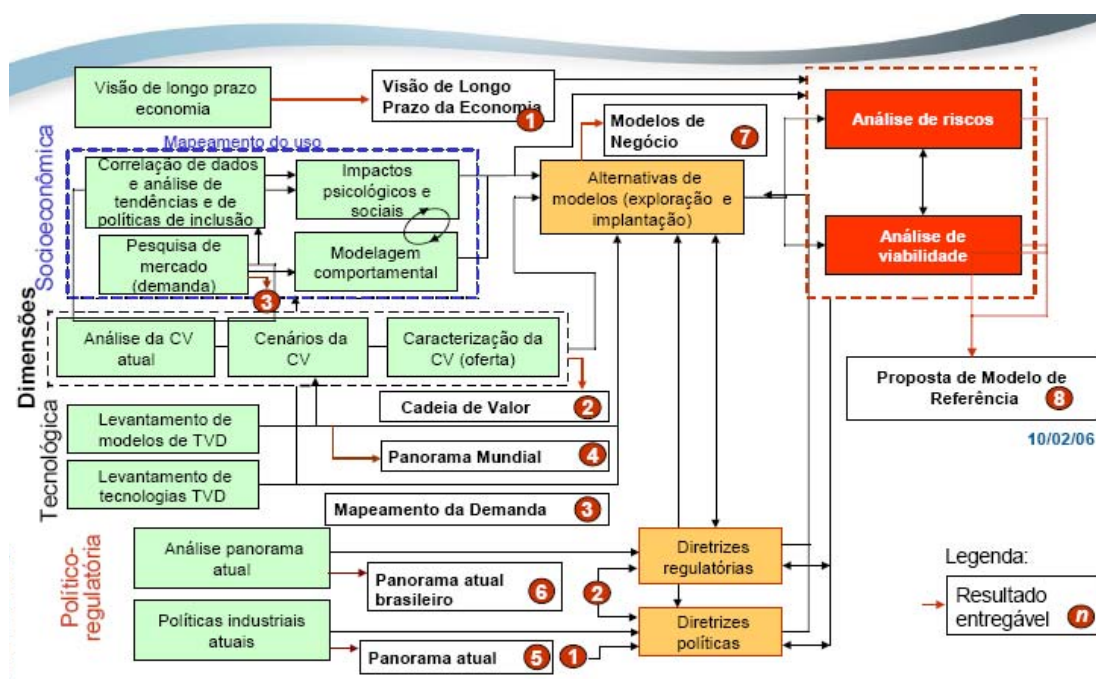 Visão de longo prazo
economia
Visão de Longo
Prazo da Economia
1
Modelos de
Negócio
7
Análise de riscos
Análise de
viabilidade
Mapeamento do uso
Correlação de dados
e análise de
tendências e de
políticas de inclusão
Impactos
psicológicos e
sociais
Alternativas de
modelos (exploração e
implantação)
Pesquisa de
mercado
(demanda)
3
Modelagem
comportamental
Dimensões
Socioeconômica
Análise da CV
atual
Cenários da
CV
Caracterização da
CV (oferta)
Cadeia de Valor
2
Proposta de Modelo de
Referência
8
10/02/06
Tecnológica
Levantamento de
modelos de TVD
Levantamento de
tecnologias TVD
Panorama Mundial
4
Mapeamento da Demanda
3
Político-
regulatória
Análise panorama
atual
Panorama atual
brasileiro
6
Políticas industriais
atuais
Panorama atual
5
1
2
Diretrizes
regulatórias
Diretrizes
políticas
Legenda:
Resultado
entregável
n